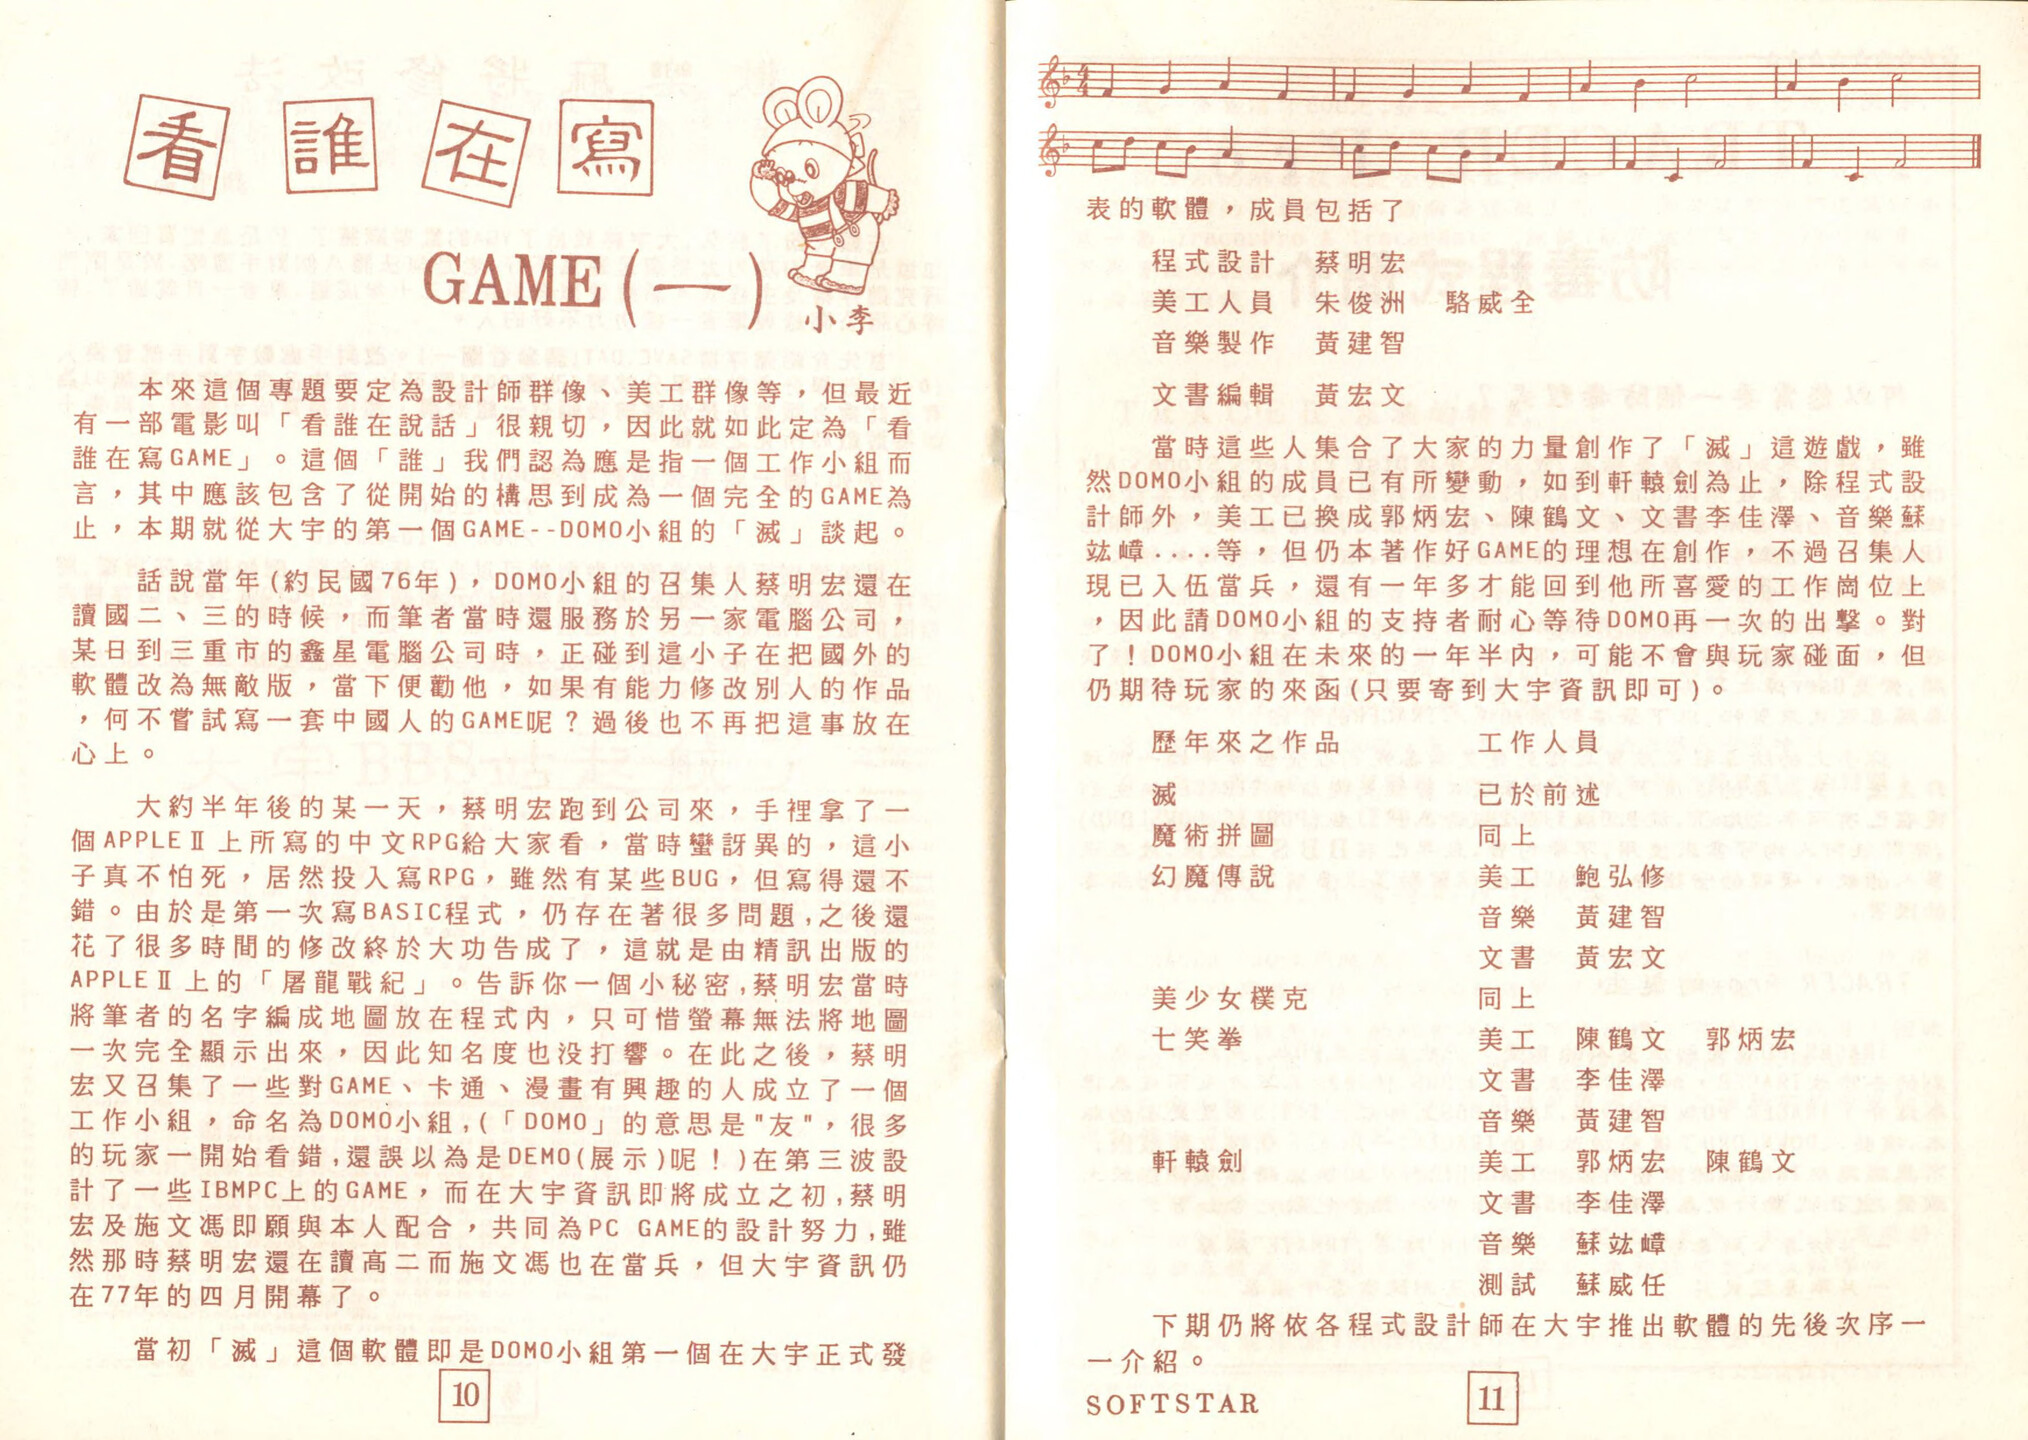 看誰在寫
GAME(一)
小李
本來這個專題要定為設計師群像、美工群像等，但最近
有一部電影叫「看誰在說話」很親切，因此就如此定為「看
誰在寫GAME」。這個「誰」我們認為應是指一個工作小組而
言，其中應該包含了從開始的構思到成為一個完全的GAME為
止，本期就從大宇的第一個GAME--DOMO小組的「滅」談起。
話說當年(約民國76年)，DOMO小組的召集人蔡明宏還在
讀國二、三的時候，而筆者當時還服務於另一家電腦公司，
某日到三重市的鑫星電腦公司時，正碰到這小子在把國外的
軟體改為無敵版，當下便勸他，如果有能力修改別人的作品
，何不嘗試寫一套中國人的GAME呢？過後也不再把這事放在
心上。
大約半年後的某一天，蔡明宏跑到公司來，手裡拿了一
個APPLEⅡ上所寫的中文RPG給大家看，當時蠻訝異的，這小
子真不怕死，居然投入寫RPG，雖然有某些BUG，但寫得還不
錯。由於是第一次寫BASIC程式，仍存在著很多問題,之後還
花了很多時間的修改終於大功告成了，這就是由精訊出版的
APPLEⅡ上的「屠龍戰紀」。告訴你一個小秘密,蔡明宏當時
將筆者的名字編成地圖放在程式內，只可惜螢幕無法將地圖
一次完全顯示出來，因此知名度也沒打響。在此之後，蔡明
宏又召集了一些對GAME、卡通、漫畫有興趣的人成立了一個
工作小組，命名為DOMO小組,(「DOMO」的意思是"友"，很多
的玩家一開始看錯,還誤以為是DEMO(展示)呢！)在第三波設
計了一些IBMPC上的GAME，而在大宇資訊即將成立之初,蔡明
宏及施文馮即願與本人配合，共同為PC GAME的設計努力,雖
然那時蔡明宏還在讀高二而施文馮也在當兵，但大宇資訊仍
在77年的四月開幕了。
當初「滅」這個軟體即是DOMO小組第一個在大宇正式發
10
表的軟體，成員包括了
程式設計 蔡明宏
美工人員 朱俊洲 駱威全
音樂製作 黃建智
文書編輯 黃宏文
當時這些人集合了大家的力量創作了「滅」這遊戲，雖
然DOMO小組的成員已有所變動，如到軒轅劍為止，除程式設
計師外，美工已換成郭炳宏、陳鶴文、文書李佳澤、音樂蘇
竑嶂....等，但仍本著作好GAME的理想在創作，不過召集人
現已入伍當兵，還有一年多才能回到他所喜愛的工作崗位上
，因此請DOMO小組的支持者耐心等待DOMO再一次的出擊。對
了！DOMO小組在未來的一年半內，可能不會與玩家碰面，但
仍期待玩家的來函(只要寄到大宇資訊即可)。
歷年來之作品 工作人員
滅 已於前述
魔術拼圖 同上
幻魔傳說 美工 鮑弘修
音樂 黃建智
文書 黃宏文
美少女樸克 同上
七笑拳 美工 陳鶴文 郭炳宏
文書 李佳澤
音樂 黃建智
軒轅劍 美工 郭炳宏 陳鶴文
文書 李佳澤
音樂 蘇竑嶂
測試 蘇威任
下期仍將依各程式設計師在大宇推出軟體的先後次序一
一介紹。
SOFTSTAR
11